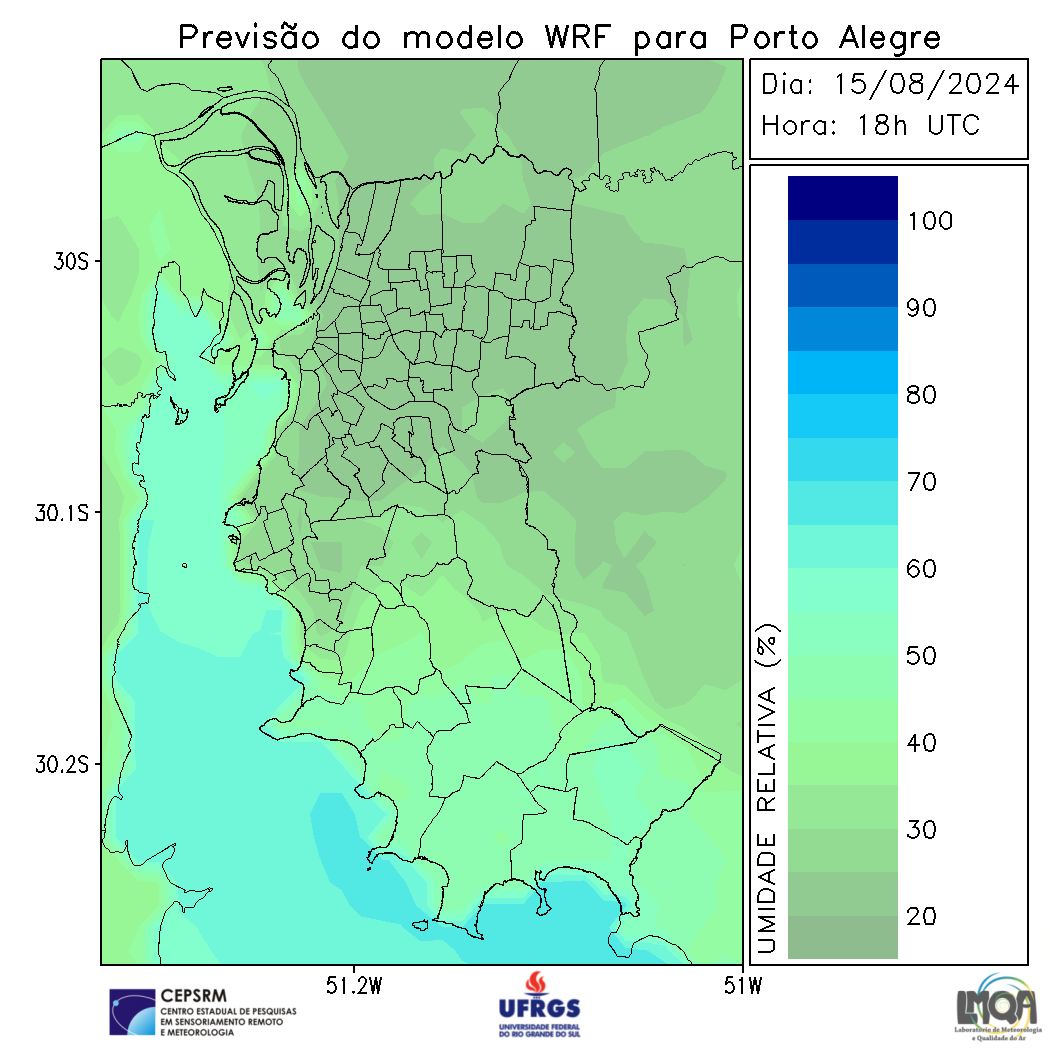 Previsão do modelo WRF para Porto Alegre
Dia: 15/08/2024
Hora: 18h UTC
30S
30.1S
30.2S
51.2W
51W
UMIDADE RELATIVA (%)
100
90
80
70
60
50
40
30
20
CEPSRM
CENTRO ESTADUAL DE PESQUISAS
EM SENSORIAMENTO REMOTO
E METEOROLOGIA
UFRGS
UNIVERSIDADE FEDERAL
DO RIO GRANDE DO SUL
LMQA
Laboratório de Meteorologia
e Qualidade do Ar